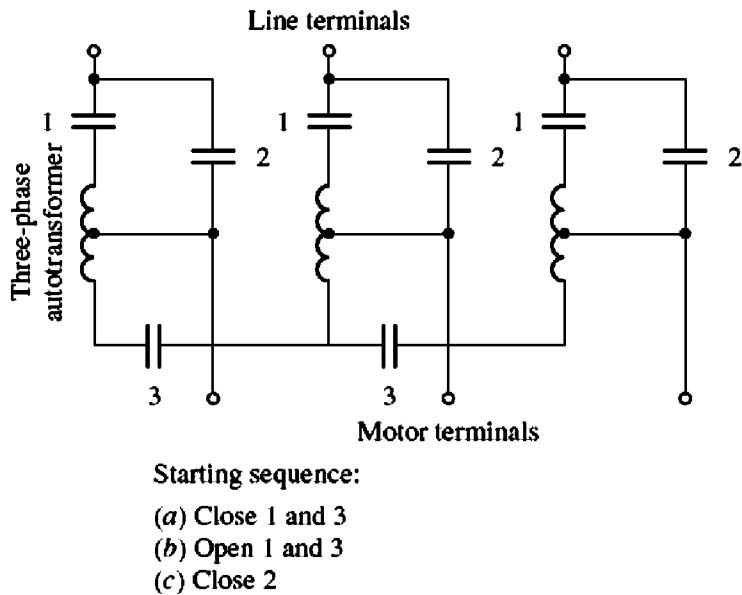 Line terminals
1
1
1
2
2
2
Three-phase
autotransformer
3
3
Motor terminals
Starting sequence:
(a) Close 1 and 3
(b) Open 1 and 3
(c) Close 2